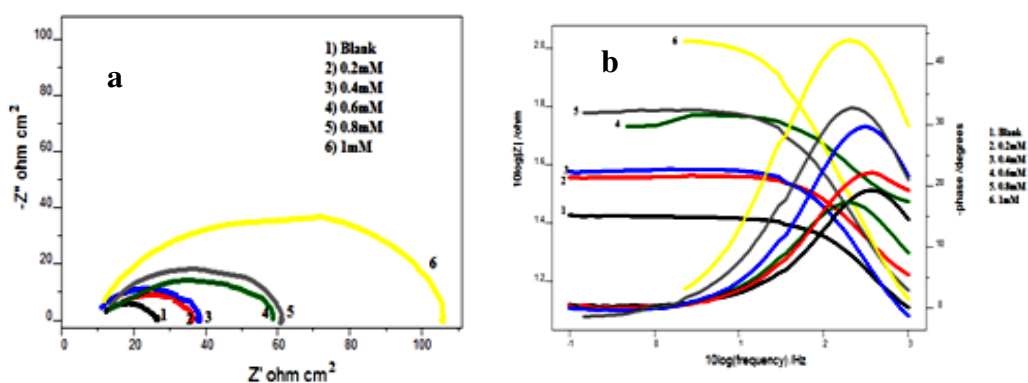 a
1) Blank
2) 0.2mM
3) 0.4mM
4) 0.6mM
5) 0.8mM
6) 1mM
100
80
60
40
20
0
-Z" ohm cm²
0 20 40 60 80 100
Z' ohm cm²
1 2 3 4 5 6
b
2.0
1.8
1.6
1.4
1.2
10log|Z| /ohm
-1 0 1 2 3
10log(frequency) /Hz
40
30
20
10
0
-phase /degrees
6
5
4
3
2
1. Blank
2. 0.2mM
3. 0.4mM
4. 0.6mM
5. 0.8mM
6. 1mM